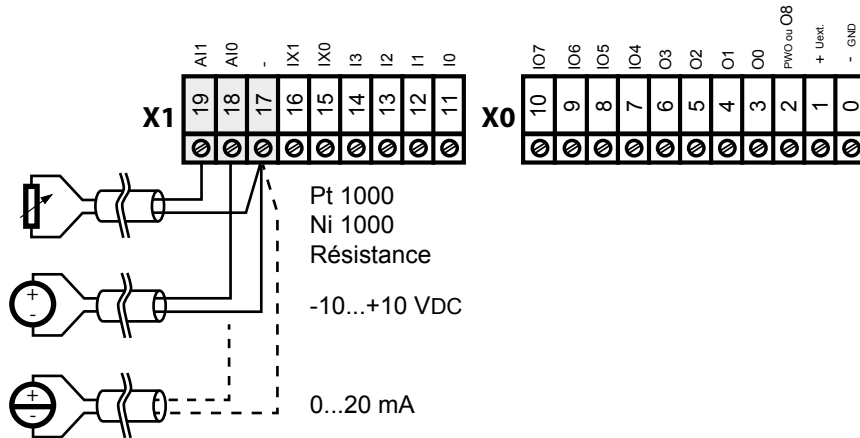 AI1 AI0 - IX1 IX0 I3 I2 I1 I0
X1 19 18 17 16 15 14 13 12 11
IO7 IO6 IO5 IO4 O3 O2 O1 O0 PWO ou O8 + Uext. - GND
X0 10 9 8 7 6 5 4 3 2 1 0
Pt 1000
Ni 1000
Résistance
+
-
-10...+10 VDC
+
-
0...20 mA